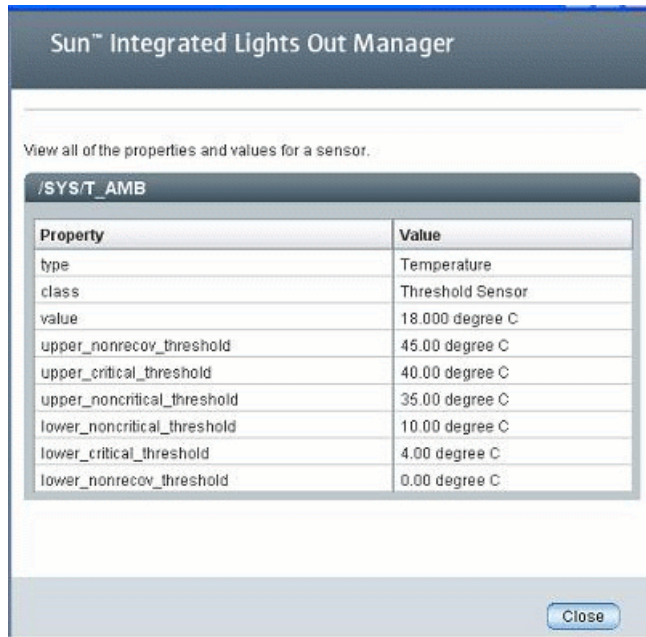 Sun™ Integrated Lights Out Manager
View all of the properties and values for a sensor.
/SYS/T_AMB
Property Value
type Temperature
class Threshold Sensor
value 18.000 degree C
upper_nonrecov_threshold 45.00 degree C
upper_critical_threshold 40.00 degree C
upper_noncritical_threshold 35.00 degree C
lower_noncritical_threshold 10.00 degree C
lower_critical_threshold 4.00 degree C
lower_nonrecov_threshold 0.00 degree C
Close